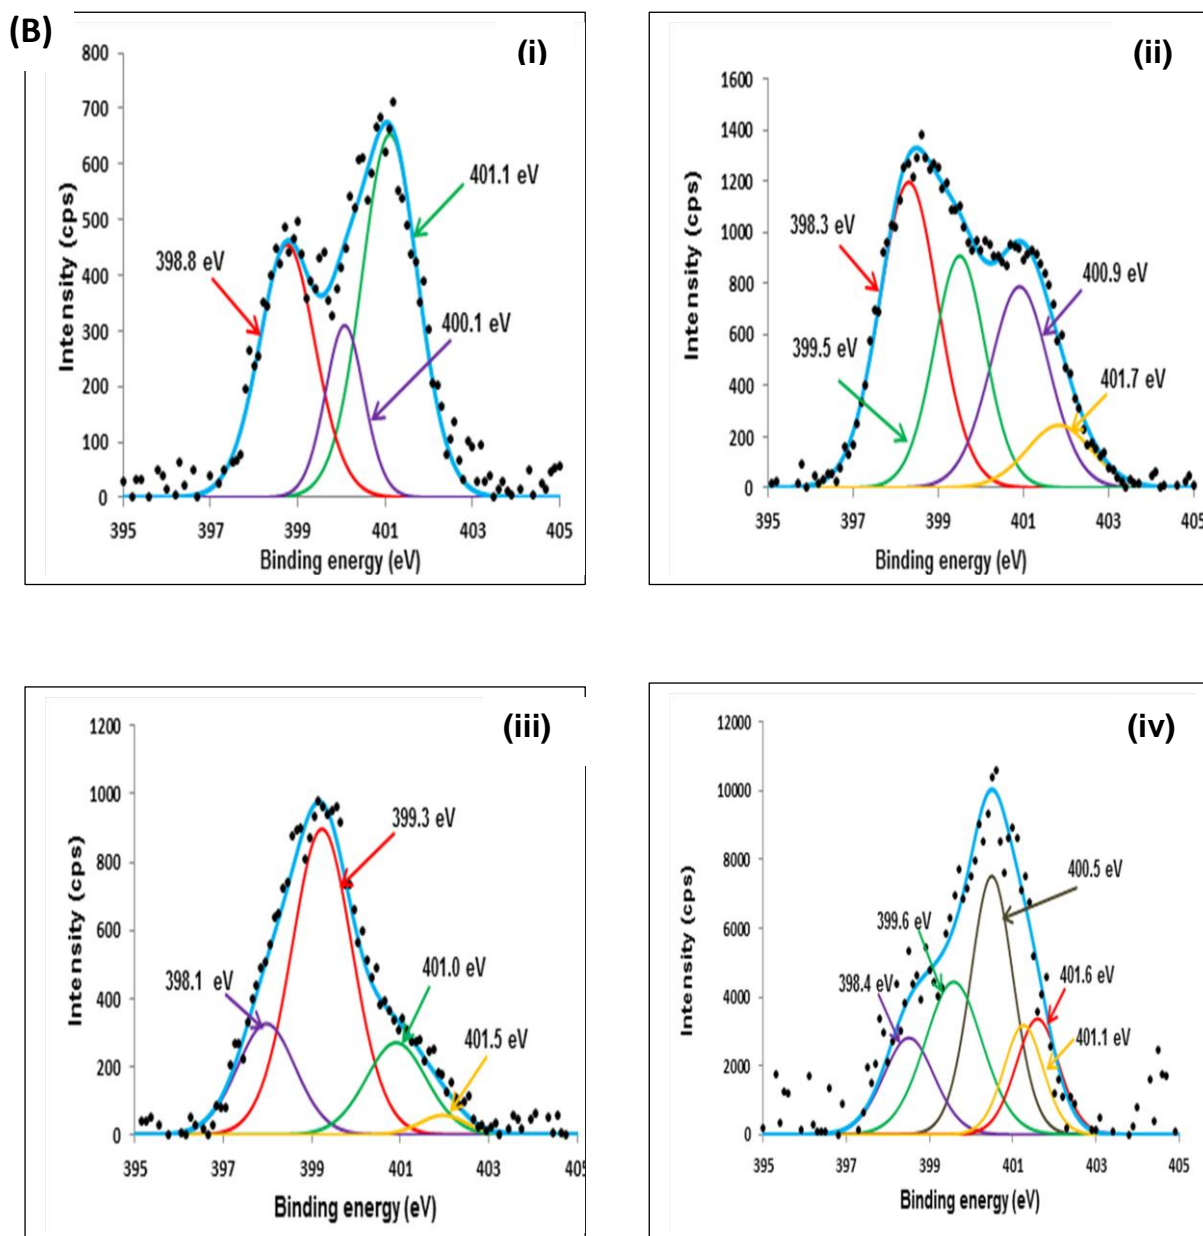 (B)
(i)
800
700
600
500
400
300
200
100
0
Intensity (cps)
398.8 eV
401.1 eV
400.1 eV
395 397 399 401 403 405
Binding energy (eV)
(ii)
1600
1400
1200
1000
800
600
400
200
0
Intensity (cps)
398.3 eV
399.5 eV
400.9 eV
401.7 eV
395 397 399 401 403 405
Binding energy (eV)
(iii)
1200
1000
800
600
400
200
0
Intensity (cps)
399.3 eV
398.1 eV
401.0 eV
401.5 eV
395 397 399 401 403 405
Binding energy (eV)
(iv)
12000
10000
8000
6000
4000
2000
0
Intensity (cps)
400.5 eV
399.6 eV
398.4 eV
401.6 eV
401.1 eV
395 397 399 401 403 405
Binding energy (eV)